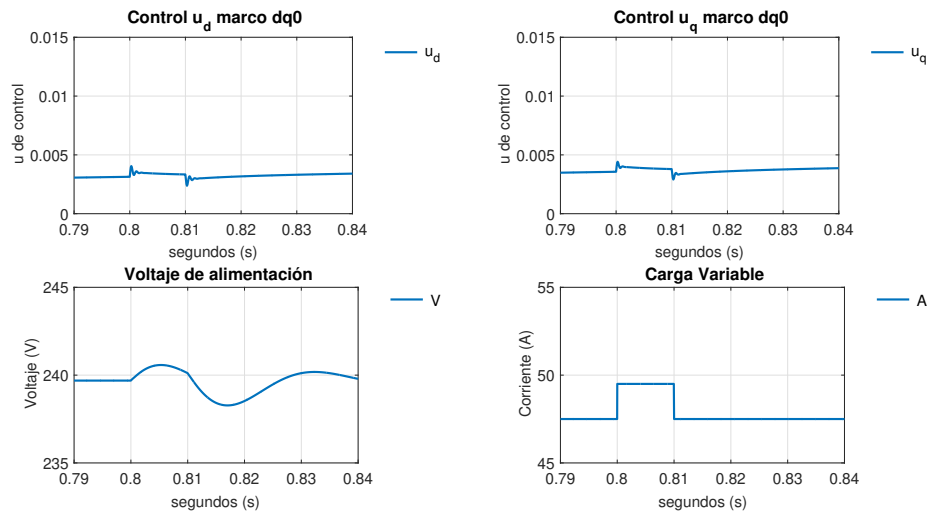 Control u_d marco dq0
0.015
0.01
0.005
0
u de control
0.79 0.8 0.81 0.82 0.83 0.84
segundos (s)
u_d
Control u_q marco dq0
0.015
0.01
0.005
0
u de control
0.79 0.8 0.81 0.82 0.83 0.84
segundos (s)
u_q
Voltaje de alimentación
245
240
235
Voltaje (V)
0.79 0.8 0.81 0.82 0.83 0.84
segundos (s)
V
Carga Variable
55
50
45
Corriente (A)
0.79 0.8 0.81 0.82 0.83 0.84
segundos (s)
A